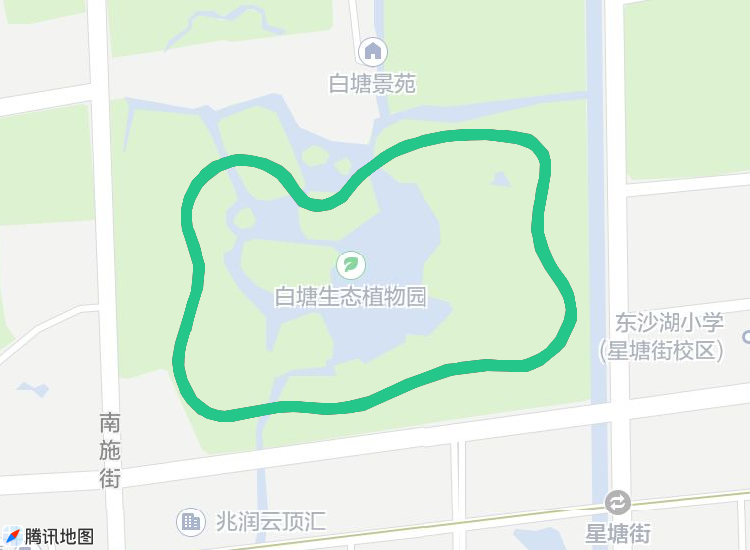 白塘景苑
白塘生态植物园
东沙湖小学
(星塘街校区)
南施街
兆润云顶汇
星塘街
腾讯地图